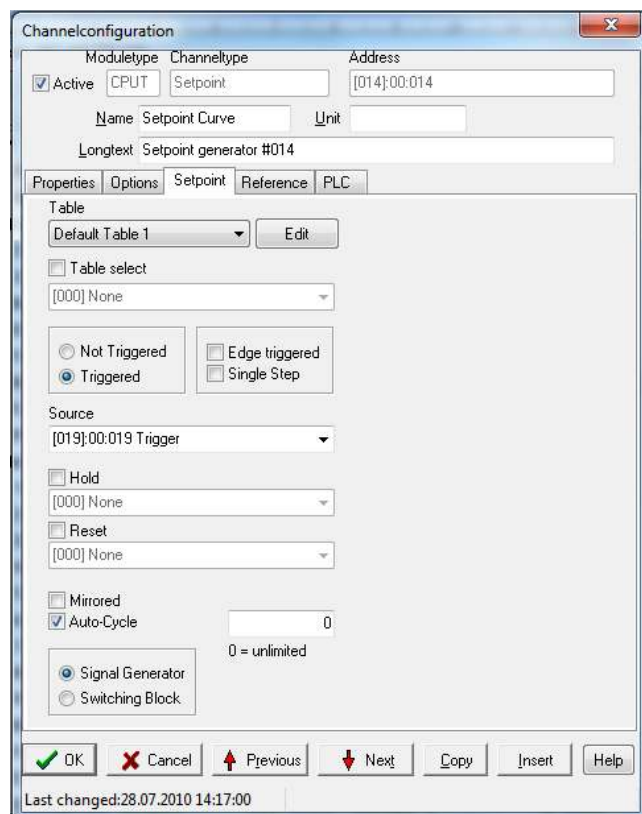 Channelconfiguration
Moduletype Channeltype Address
Active CPUT Setpoint [014]:00:014
Name Setpoint Curve Unit
Longtext Setpoint generator #014
Properties Options Setpoint Reference PLC
Table
Default Table 1 Edit
Table select
[000] None
Not Triggered Edge triggered
Triggered Single Step
Source
[019]:00:019 Trigger
Hold
[000] None
Reset
[000] None
Mirrored
Auto-Cycle 0
0 = unlimited
Signal Generator
Switching Block
OK Cancel Previous Next Copy Insert Help
Last changed:28.07.2010 14:17:00